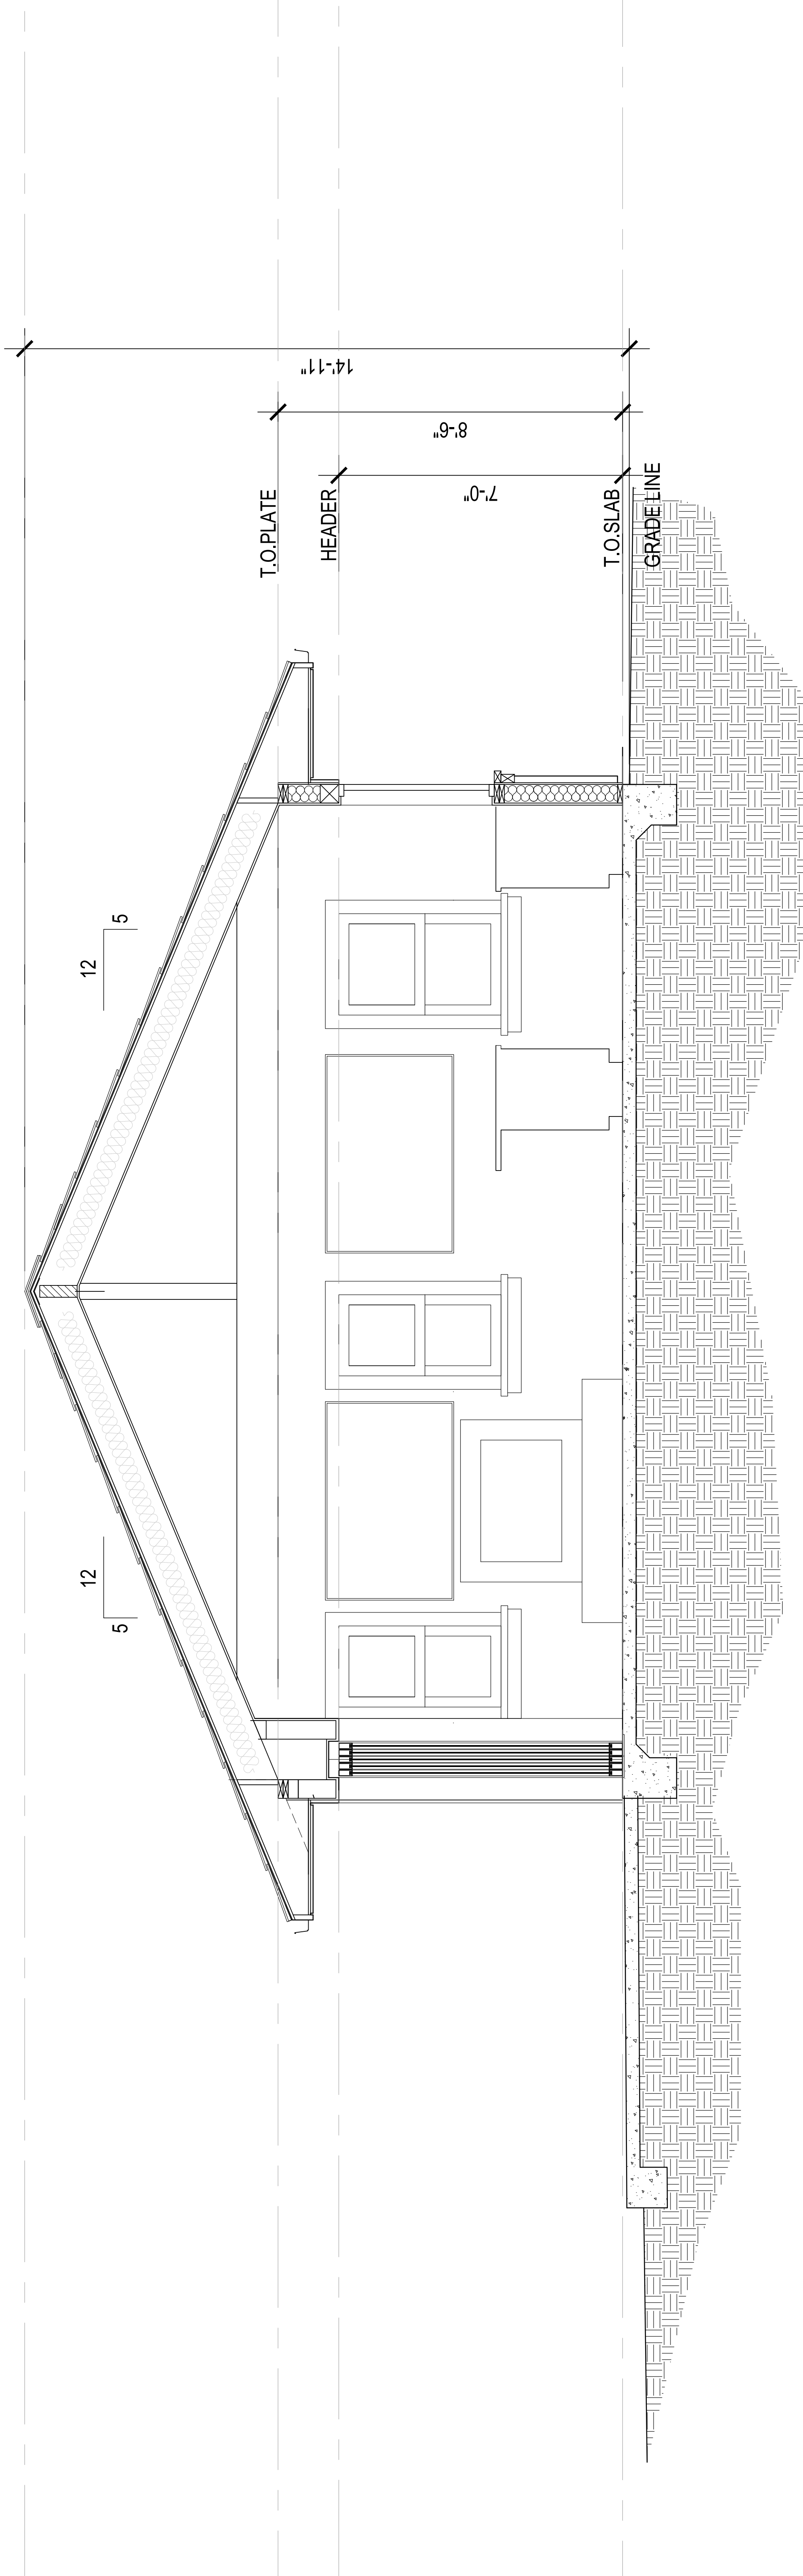 14'-11"
8'-6"
7'-0"
T.O.PLATE
HEADER
T.O.SLAB
GRADE LINE
12
5
12
5